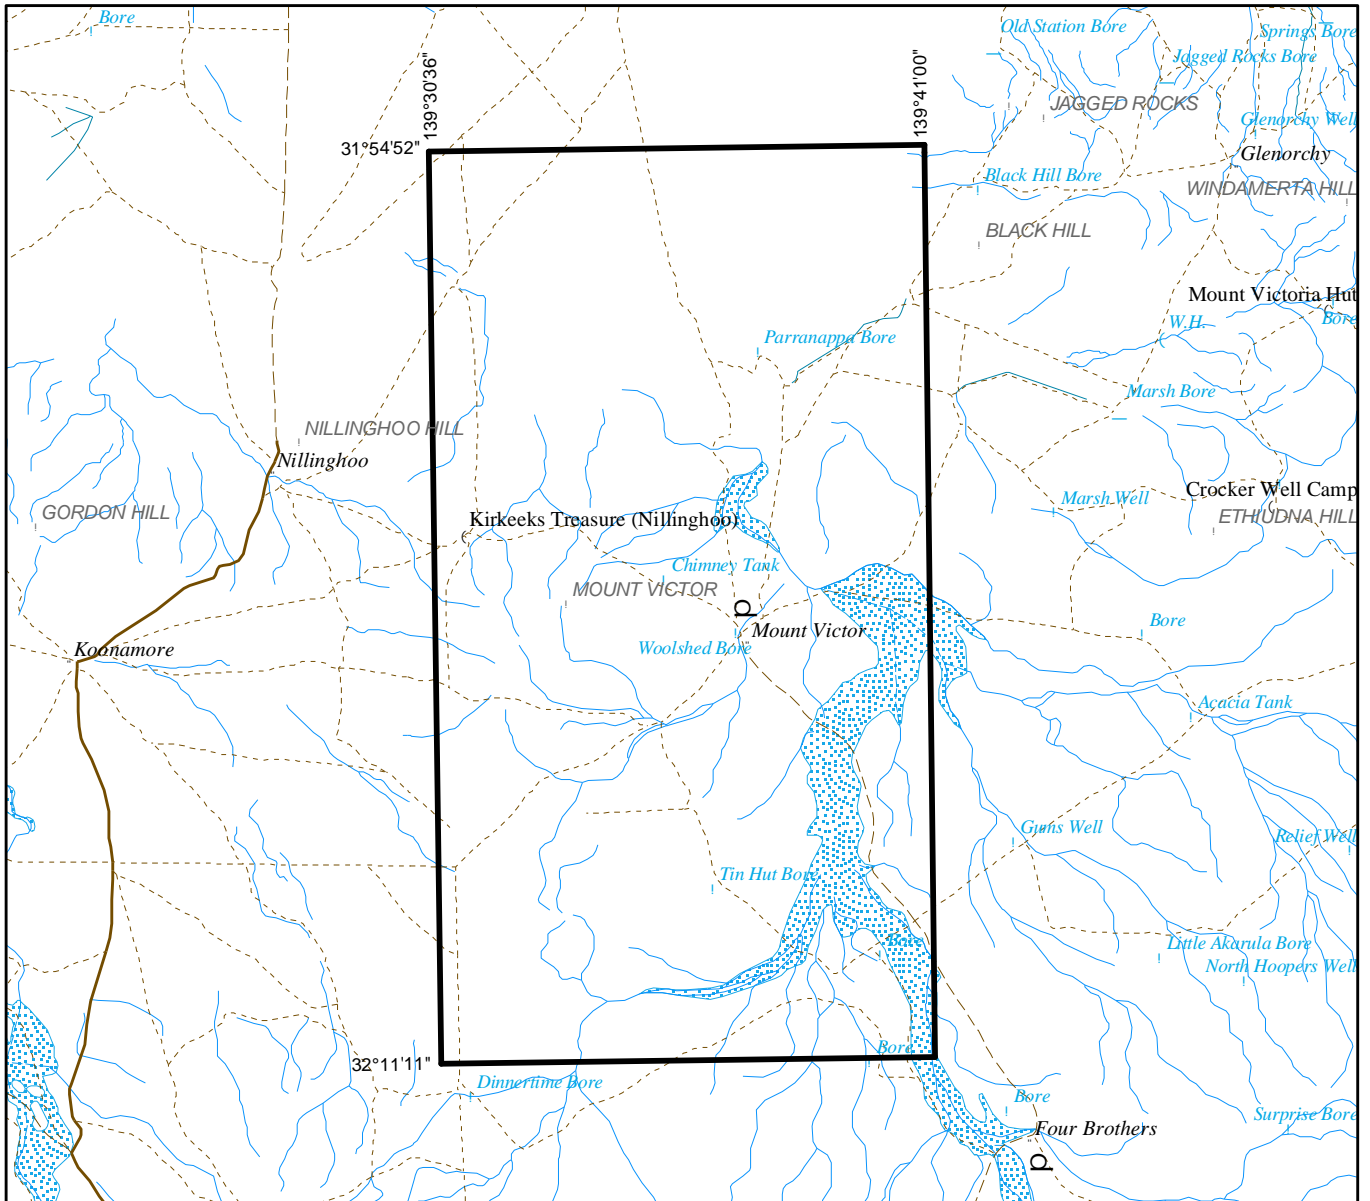 Bore
Old Station Bore
Springs Bore
Jagged Rocks Bore
139°30'36"
139°41'00"
JAGGED ROCKS
Glenorchy Well
31°54'52"
Glenorchy
Black Hill Bore
WINDAMERTA HILL
BLACK HILL
Mount Victoria Hut
W.H.
Bore
Parranappa Bore
Marsh Bore
NILLINGHOO HILL
Nillinghoo
Marsh Well
Crocker Well Camp
GORDON HILL
Kirkeeks Treasure (Nillinghoo)
ETHIUDNA HILL
Chimney Tank
MOUNT VICTOR
Bore
Mount Victor
Koonamore
Woolshed Bore
Acacia Tank
Gums Well
Relief Well
Tin Hut Bore
Bore
Little Akarula Bore
North Hoopers Well
Bore
32°11'11"
Dinnertime Bore
Bore
Surprise Bore
Four Brothers